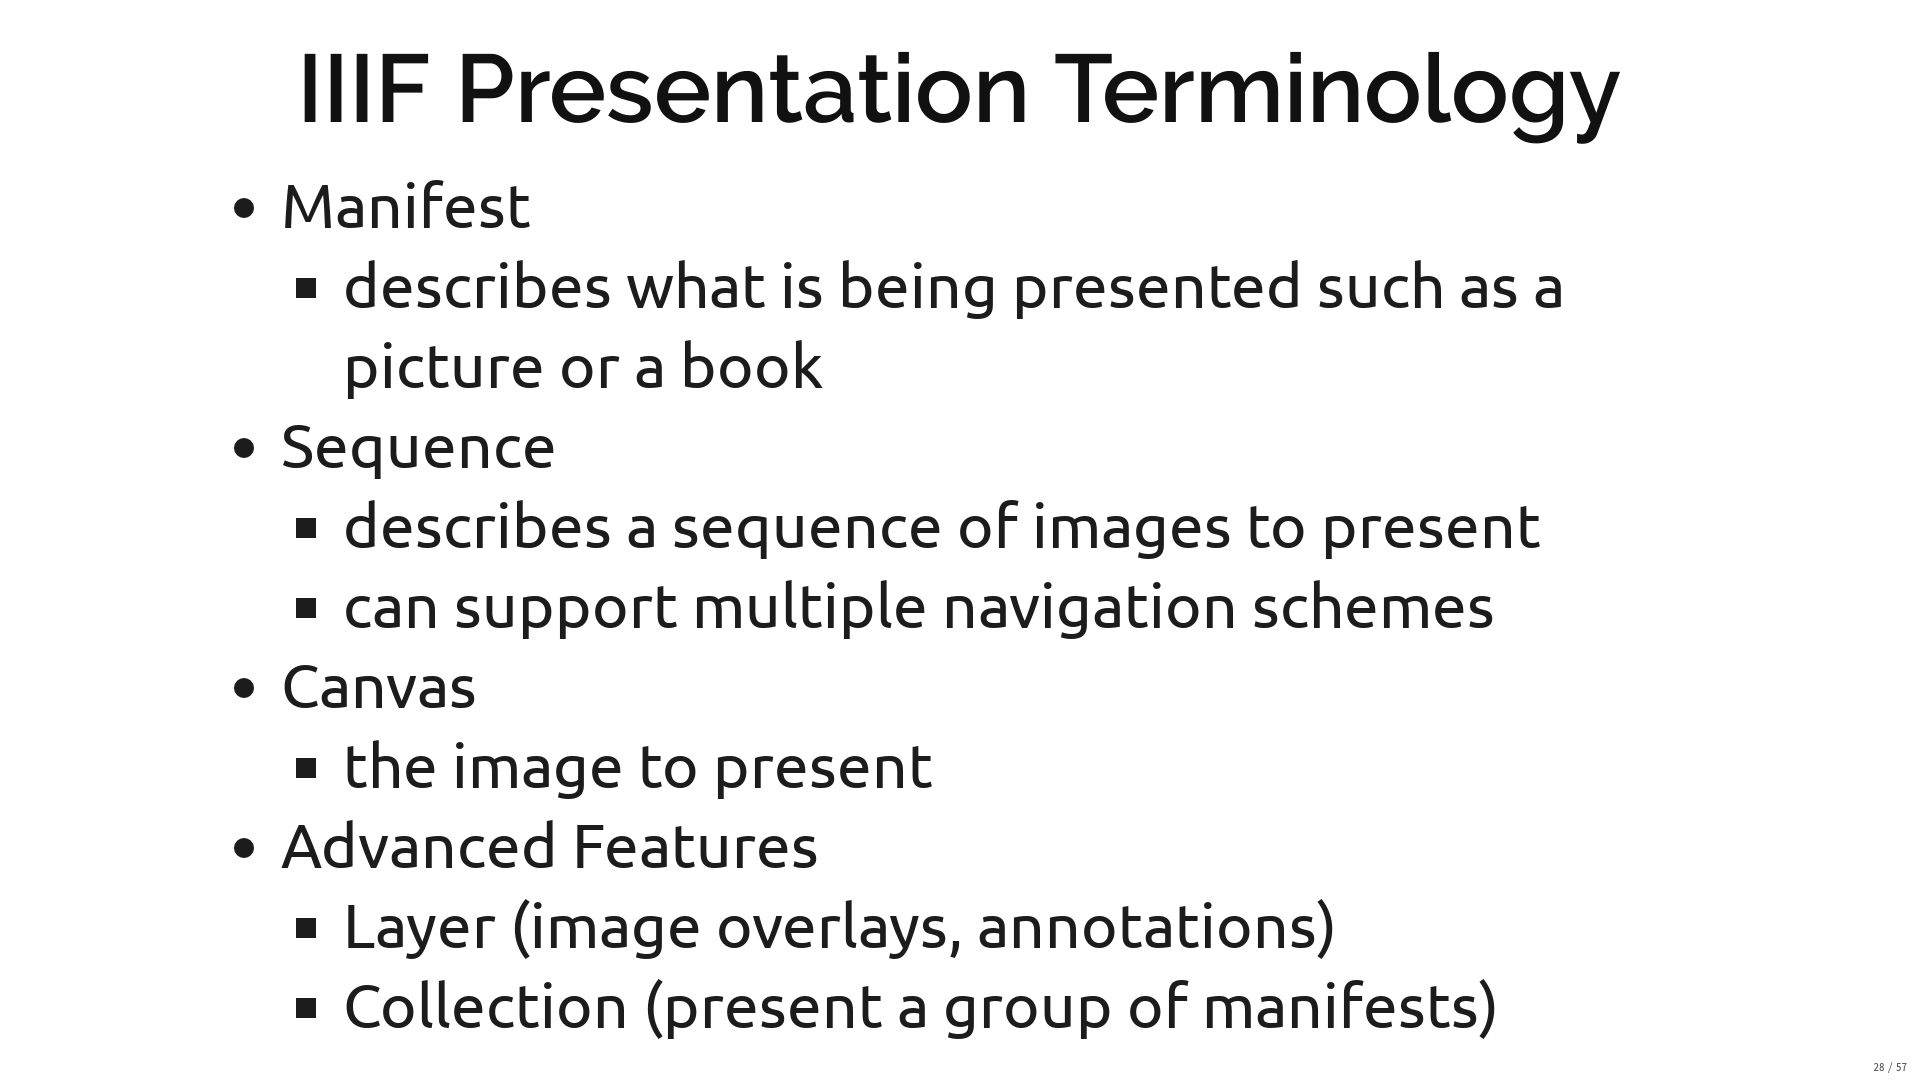 IIIF Presentation Terminology
• Manifest
▪ describes what is being presented such as a
picture or a book
• Sequence
▪ describes a sequence of images to present
▪ can support multiple navigation schemes
• Canvas
▪ the image to present
• Advanced Features
▪ Layer (image overlays, annotations)
▪ Collection (present a group of manifests)
28 / 57